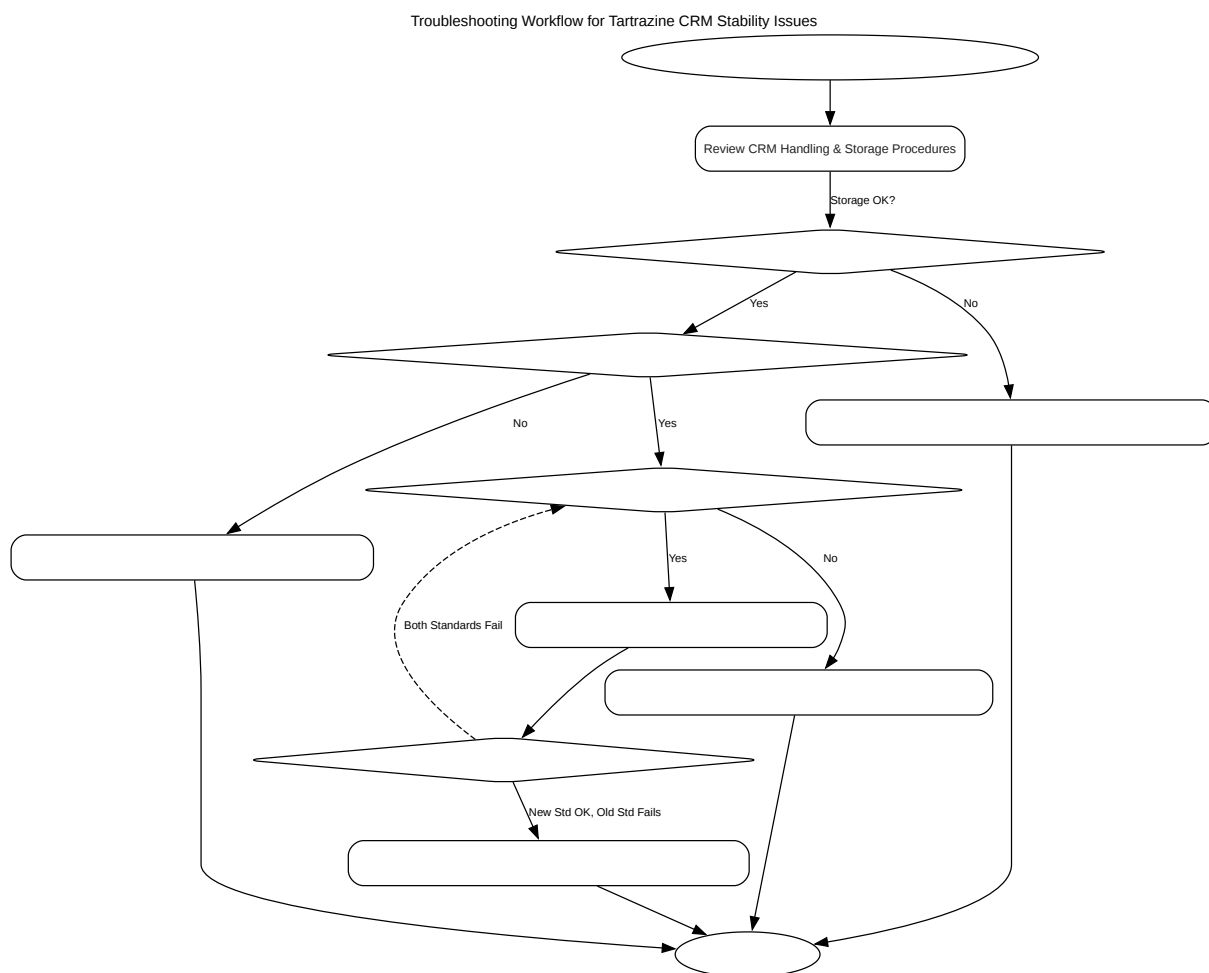 Troubleshooting Workflow for Tartrazine CRM Stability Issues
Review CRM Handling & Storage Procedures
Storage OK?
Yes
No
No
Yes
Yes
No
Both Standards Fail
New Std OK, Old Std Fails